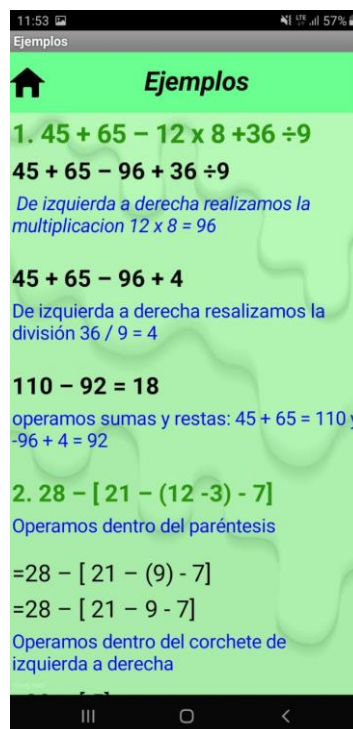 11:53 LTE 57%
Ejemplos
Ejemplos
1. 45 + 65 – 12 x 8 +36 ÷9
45 + 65 – 96 + 36 ÷9
De izquierda a derecha realizamos la
multiplicacion 12 x 8 = 96
45 + 65 – 96 + 4
De izquierda a derecha resalizamos la
división 36 / 9 = 4
110 – 92 = 18
operamos sumas y restas: 45 + 65 = 110 y
-96 + 4 = 92
2. 28 – [ 21 – (12 -3) - 7]
Operamos dentro del paréntesis
=28 – [ 21 – (9) - 7]
=28 – [ 21 – 9 - 7]
Operamos dentro del corchete de
izquierda a derecha